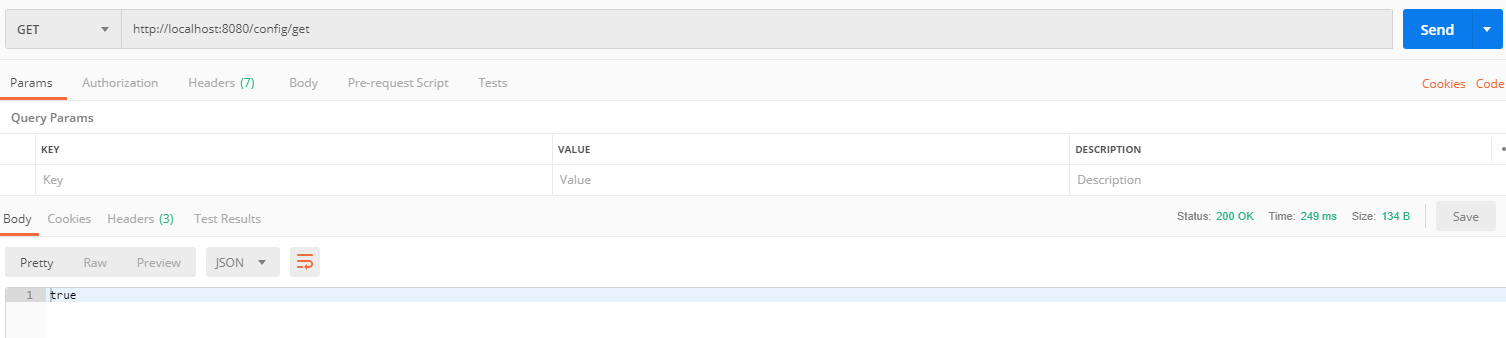 GET http://localhost:8080/config/get Send
Params Authorization Headers (7) Body Pre-request Script Tests Cookies Code
Query Params
KEY VALUE DESCRIPTION
Key Value Description
Body Cookies Headers (3) Test Results Status: 200 OK Time: 249 ms Size: 134 B Save
Pretty Raw Preview JSON
1 true